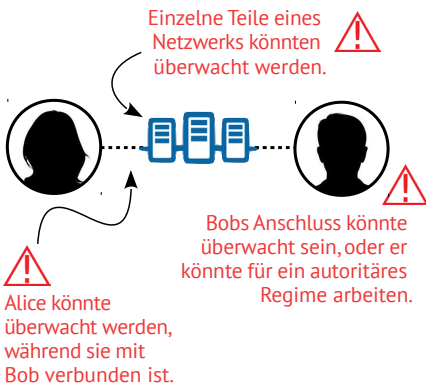 Einzelne Teile eines
Netzwerks könnten
überwacht werden.
Bobs Anschluss könnte
überwacht sein, oder er
könnte für ein autoritäres
Regime arbeiten.
Alice könnte
überwacht werden,
während sie mit
Bob verbunden ist.